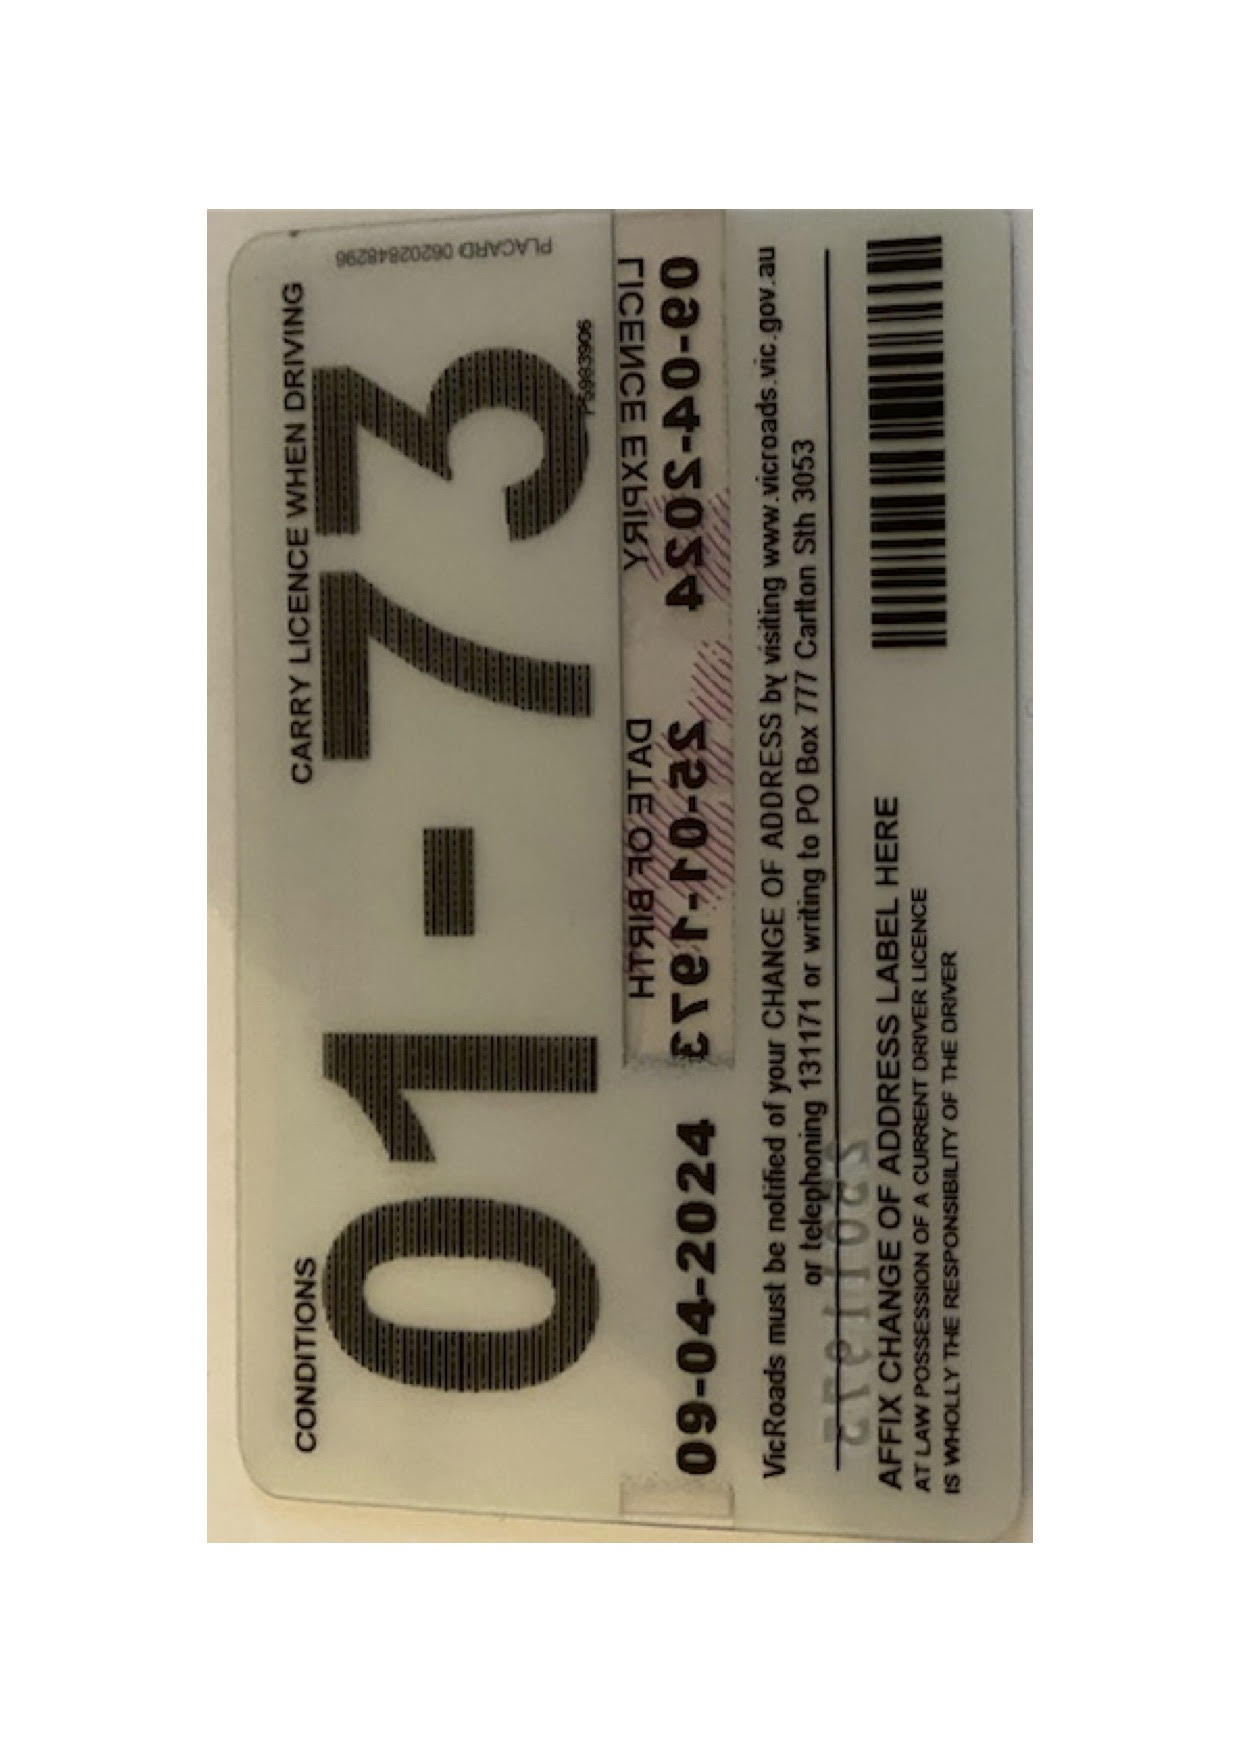 CONDITIONS
CARRY LICENCE WHEN DRIVING
01-73
PLACARD 06202848296
P5983906
DATE OF BIRTH
LICENCE EXPIRY
09-04-2024
25-01-1973
09-04-2024
VicRoads must be notified of your CHANGE OF ADDRESS by visiting www.vicroads.vic.gov.au
or telephoning 131171 or writing to PO Box 777 Carlton Sth 3053
25011973
AFFIX CHANGE OF ADDRESS LABEL HERE
AT LAW POSSESSION OF A CURRENT DRIVER LICENCE
IS WHOLLY THE RESPONSIBILITY OF THE DRIVER